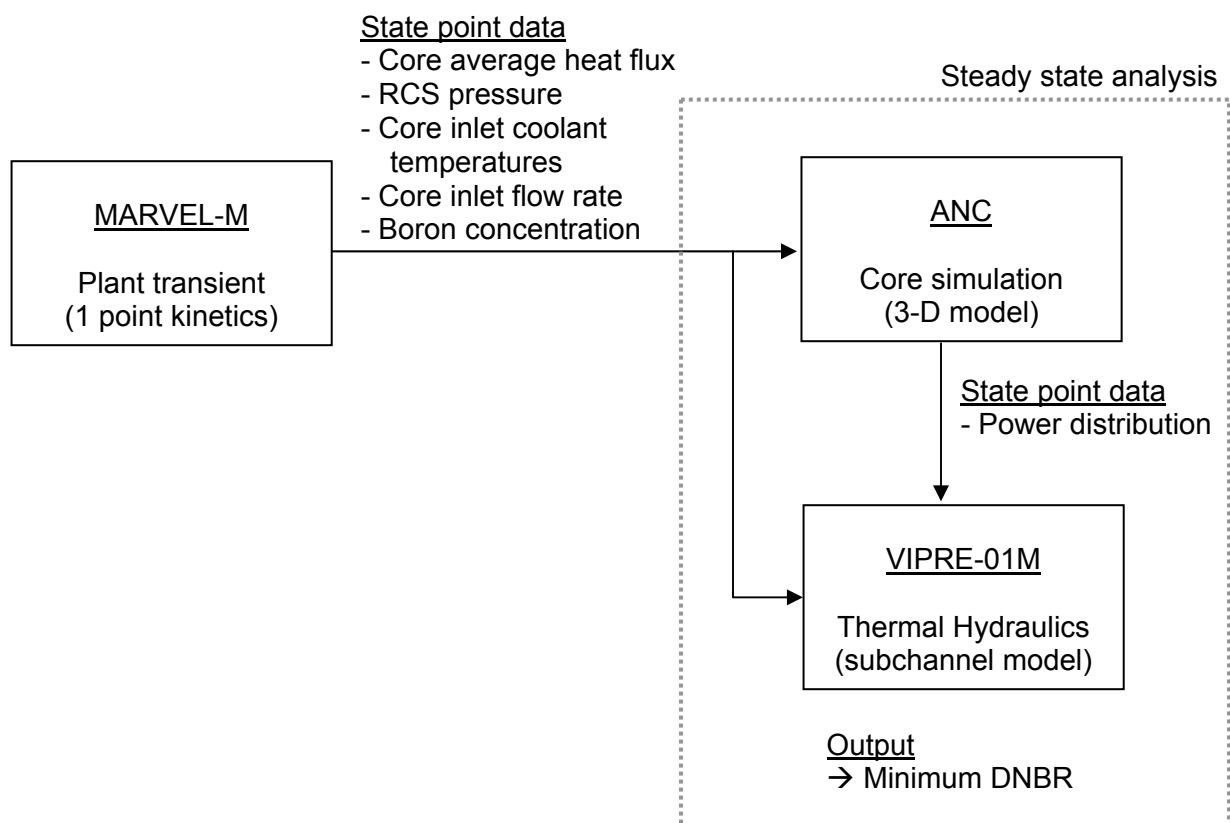 State point data
- Core average heat flux
- RCS pressure
- Core inlet coolant
temperatures
- Core inlet flow rate
- Boron concentration
Steady state analysis
MARVEL-M
Plant transient
(1 point kinetics)
ANC
Core simulation
(3-D model)
State point data
- Power distribution
VIPRE-01M
Thermal Hydraulics
(subchannel model)
Output
→ Minimum DNBR